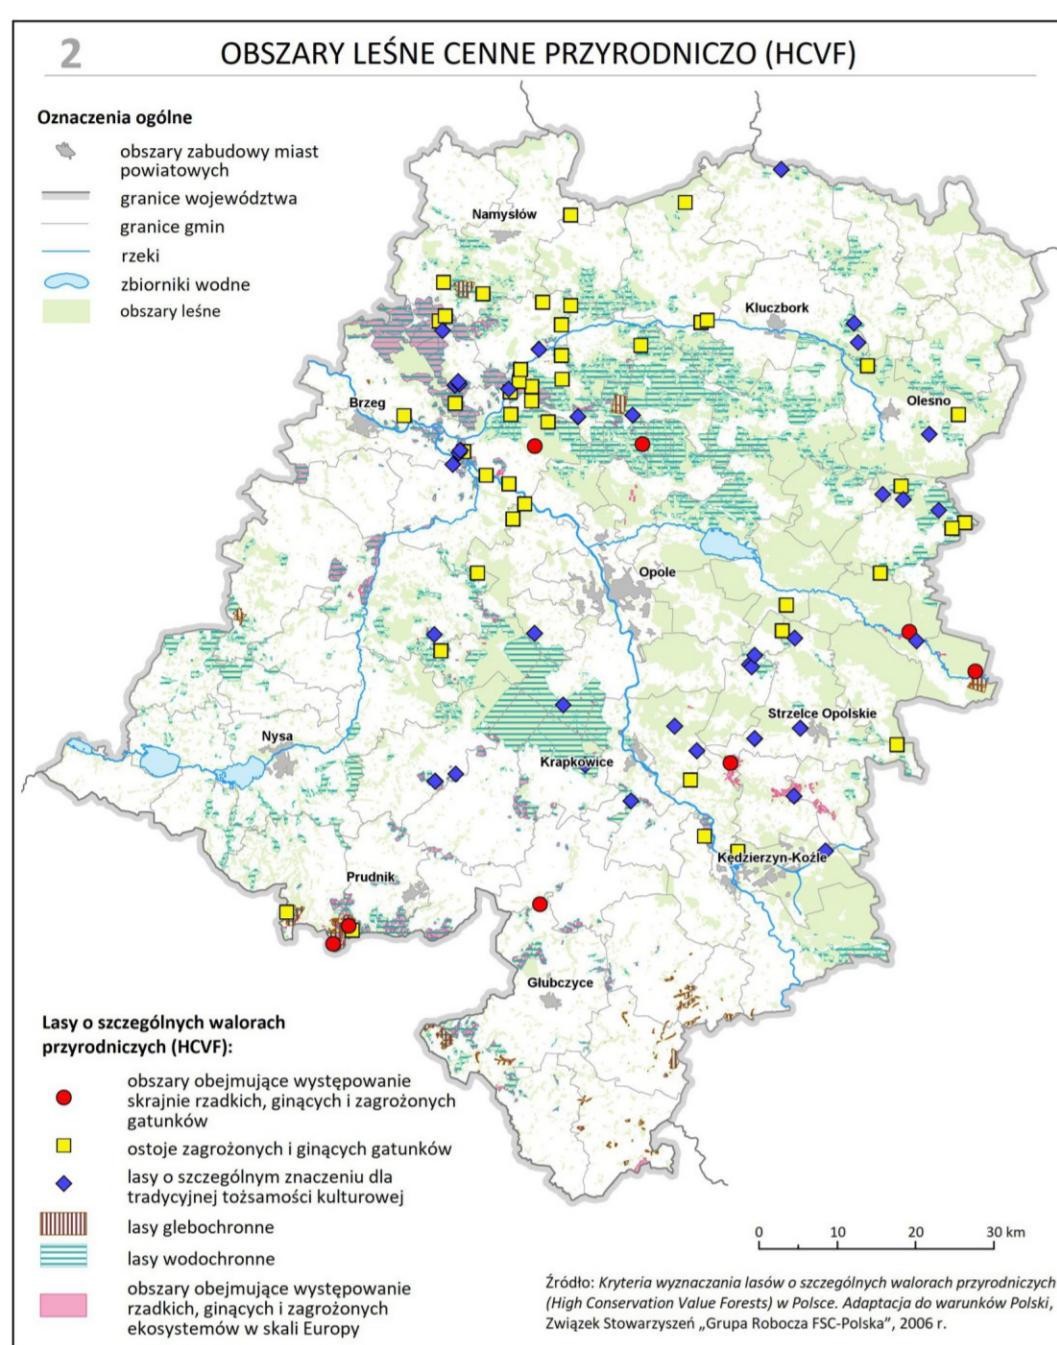 2
OBSZARY LEŚNE CENNE PRZYRODNICZO (HCVF)
Oznaczenia ogólne
obszary zabudowy miast
powiatowych
granice województwa
granice gmin
rzeki
zbiorniki wodne
obszary leśne
Namysłów
Kluczbork
Brzeg
Olesno
Opole
Nysa
Strzelce Opolskie
Krapkowice
Prudnik
Kędzierzyn-Koźle
Głubczyce
Lasy o szczególnych walorach
przyrodniczych (HCVF):
obszary obejmujące występowanie
skrajnie rzadkich, ginących i zagrożonych
gatunków
ostoje zagrożonych i ginących gatunków
lasy o szczególnym znaczeniu dla
tradycyjnej tożsamości kulturowej
lasy glebochronne
lasy wodochronne
obszary obejmujące występowanie
rzadkich, ginących i zagrożonych
ekosystemów w skali Europy
0 10 20 30 km
Źródło: Kryteria wyznaczania lasów o szczególnych walorach przyrodniczych
(High Conservation Value Forests) w Polsce. Adaptacja do warunków Polski,
Związek Stowarzyszeń „Grupa Robocza FSC-Polska”, 2006 r.